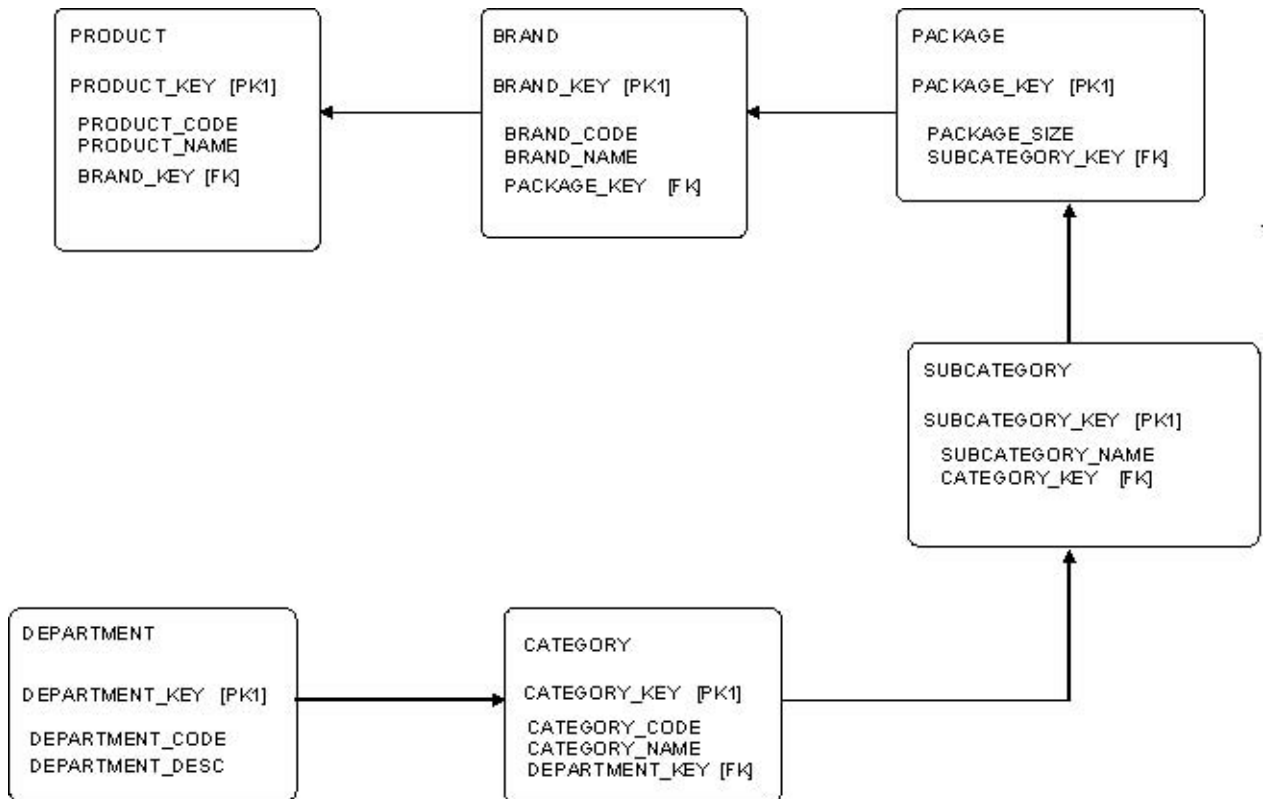 PRODUCT
PRODUCT_KEY [PK1]
PRODUCT_CODE
PRODUCT_NAME
BRAND_KEY [FK]
BRAND
BRAND_KEY [PK1]
BRAND_CODE
BRAND_NAME
PACKAGE_KEY [FK]
PACKAGE
PACKAGE_KEY [PK1]
PACKAGE_SIZE
SUBCATEGORY_KEY [FK]
SUBCATEGORY
SUBCATEGORY_KEY [PK1]
SUBCATEGORY_NAME
CATEGORY_KEY [FK]
DEPARTMENT
DEPARTMENT_KEY [PK1]
DEPARTMENT_CODE
DEPARTMENT_DESC
CATEGORY
CATEGORY_KEY [PK1]
CATEGORY_CODE
CATEGORY_NAME
DEPARTMENT_KEY [FK]